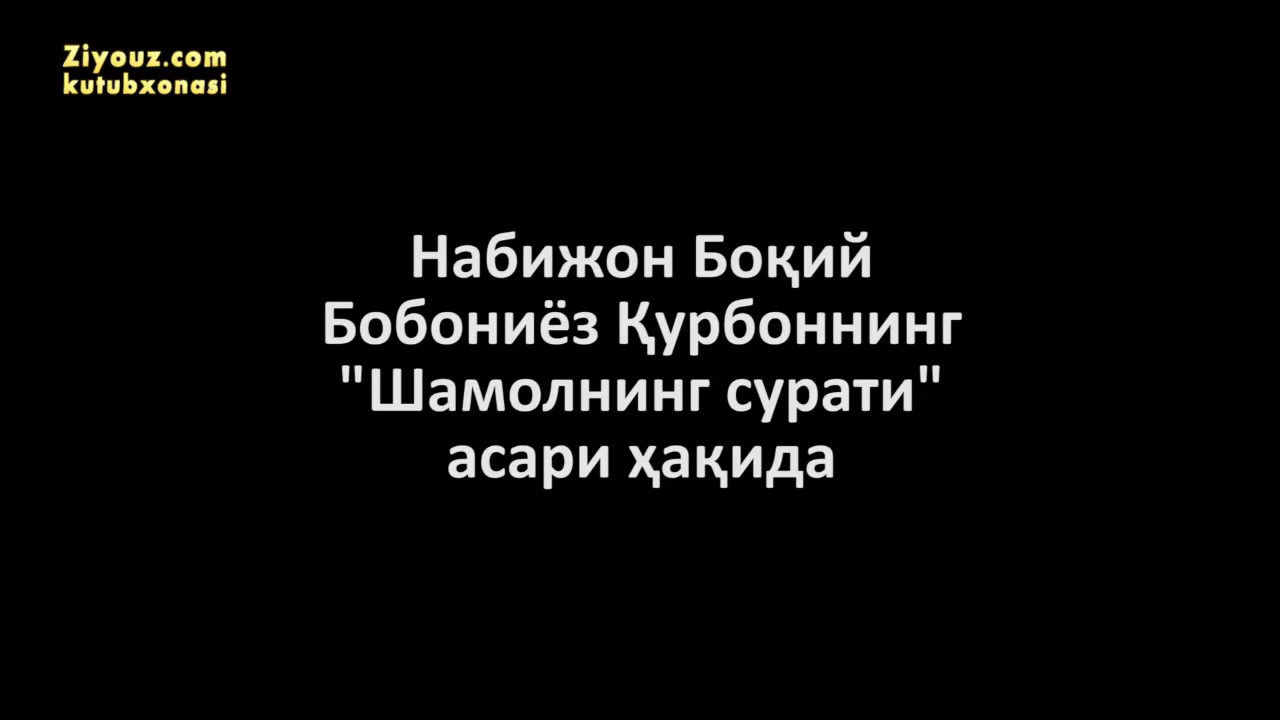 Ziyouz.com
kutubxonasi
Набижон Боқий
Бобониёз Қурбоннинг
"Шамолнинг сурати"
асари ҳақида